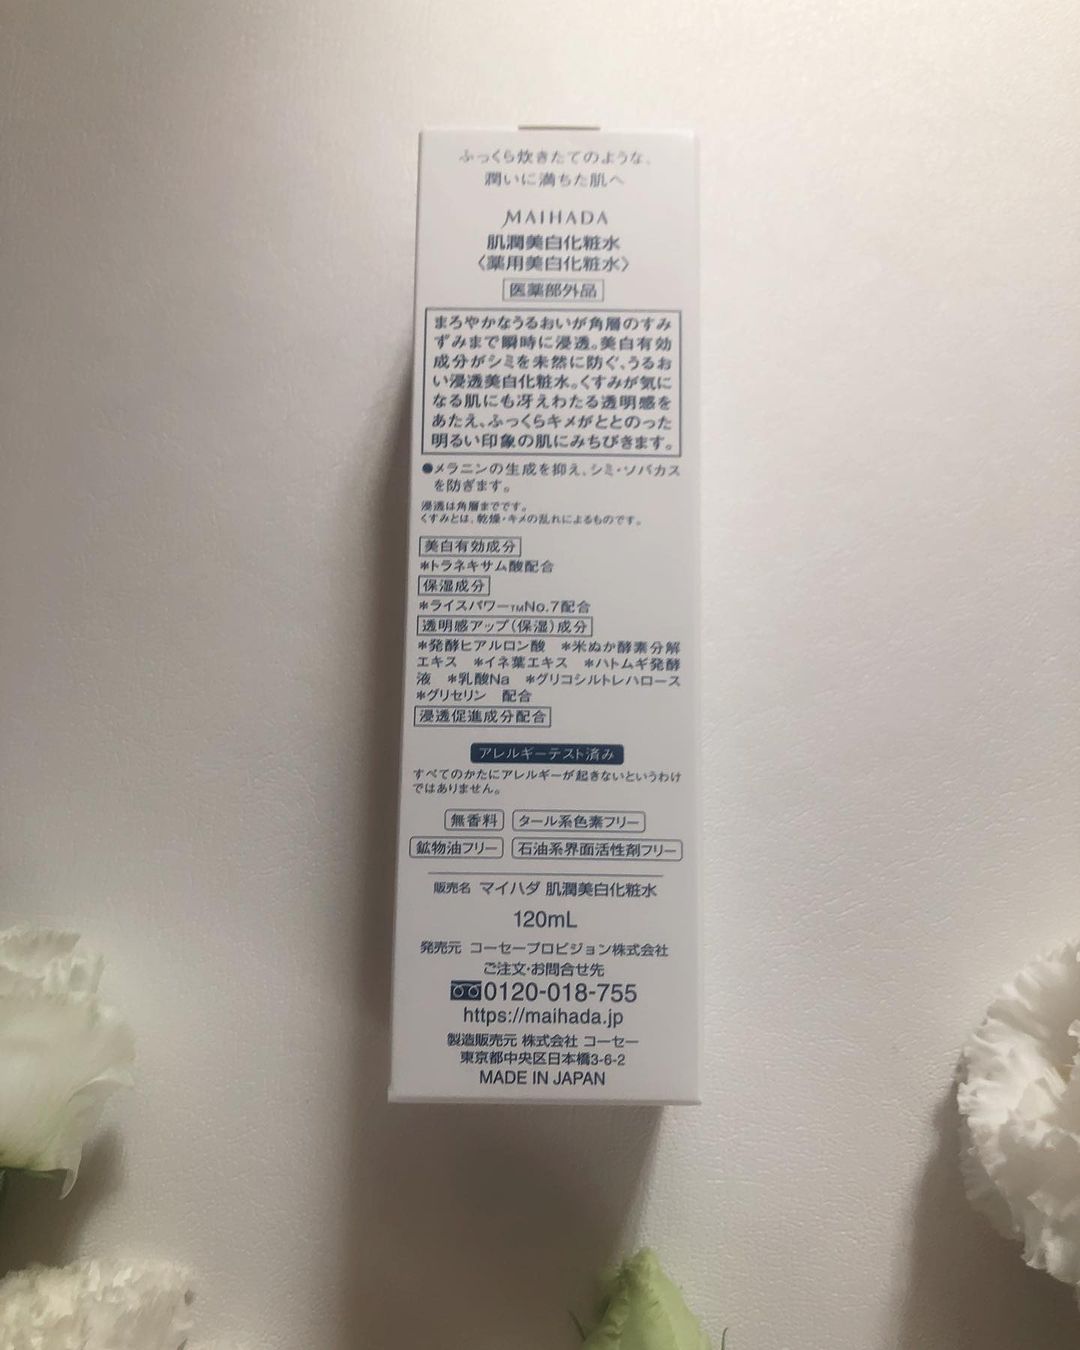 ふっくら炊きたてのような、
潤いに満ちた肌へ
MAIHADA
肌潤美白化粧水
〈薬用美白化粧水〉
医薬部外品
まろやかなうるおいが角層のすみ
ずみまで瞬時に浸透。美白有効
成分がシミを未然に防ぐ、うるお
い浸透美白化粧水。くすみが気に
なる肌にも冴えわたる透明感を
あたえ、ふっくらキメがととのった
明るい印象の肌にみちびきます。
●メラニンの生成を抑え、シミ・ソバカス
を防ぎます。
浸透は角層までです。
くすみとは、乾燥・キメの乱れによるものです。
美白有効成分
＊トラネキサム酸配合
保湿成分
＊ライスパワー™No.7配合
透明感アップ（保湿）成分
＊発酵ヒアルロン酸　＊米ぬか酵素分解
エキス　＊イネ葉エキス　＊ハトムギ発酵
液　＊乳酸Na　＊グリコシルトレハロース
＊グリセリン　配合
浸透促進成分配合
アレルギーテスト済み
すべてのかたにアレルギーが起きないというわけ
ではありません。
無香料 タール系色素フリー
鉱物油フリー 石油系界面活性剤フリー
販売名 マイハダ 肌潤美白化粧水
120mL
発売元 コーセープロビジョン株式会社
ご注文・お問合せ先
0120-018-755
https://maihada.jp
製造販売元 株式会社 コーセー
東京都中央区日本橋3-6-2
MADE IN JAPAN